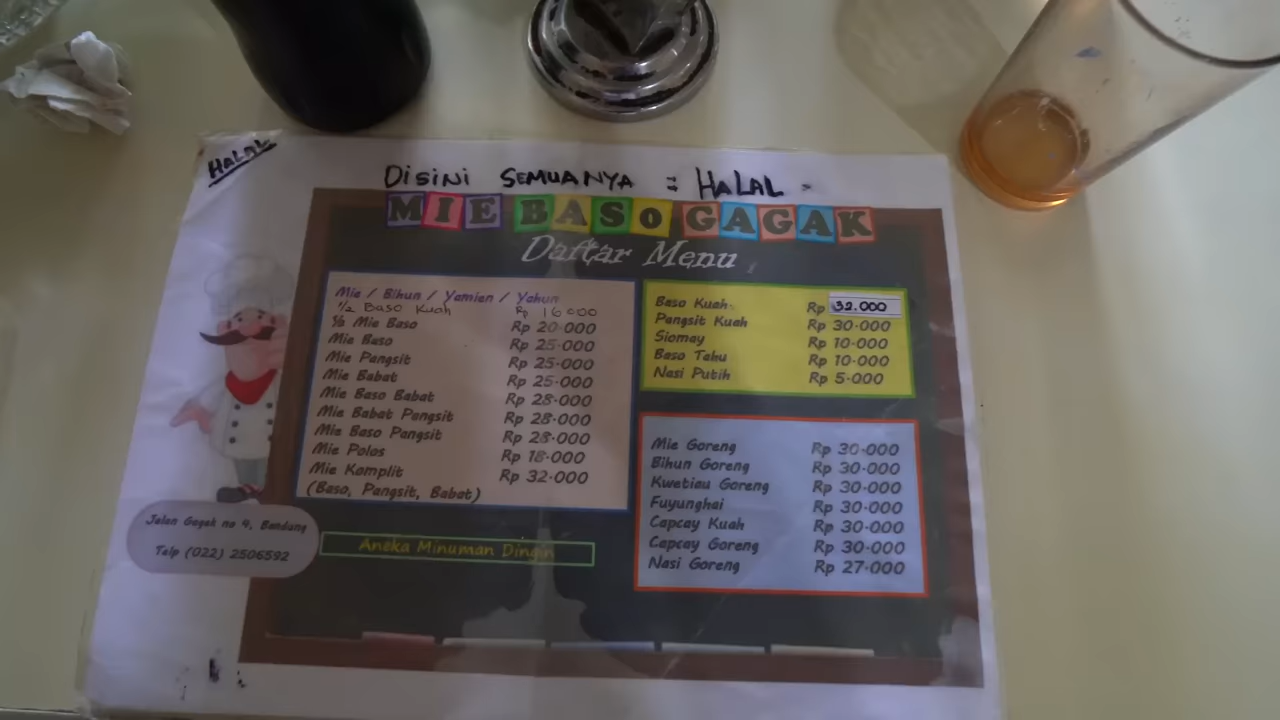 HALAL
DISINI SEMUANYA = HALAL -
MIE BASO GAGAK
Daftar Menu
Mie / Bihun / Yamien / Yahun
1/2 Baso Kuah Rp 16000
½ Mie Baso Rp 20.000
Mie Baso Rp 25.000
Mie Pangsit Rp 25.000
Mie Babat Rp 25.000
Mie Baso Babat Rp 28.000
Mie Babat Pangsit Rp 28.000
Mie Baso Pangsit Rp 28.000
Mie Polos Rp 18.000
Mie Komplit Rp 32.000
(Baso, Pangsit, Babat)
Baso Kuah Rp 32.000
Pangsit Kuah Rp 30.000
Siomay Rp 10.000
Baso Tahu Rp 10.000
Nasi Putih Rp 5.000
Mie Goreng Rp 30.000
Bihun Goreng Rp 30.000
Kwetiau Goreng Rp 30.000
Fuyunghai Rp 30.000
Capcay Kuah Rp 30.000
Capcay Goreng Rp 30.000
Nasi Goreng Rp 27.000
Jalan Gagak no 4, Bandung
Telp (022) 2506592
Aneka Minuman Dingin